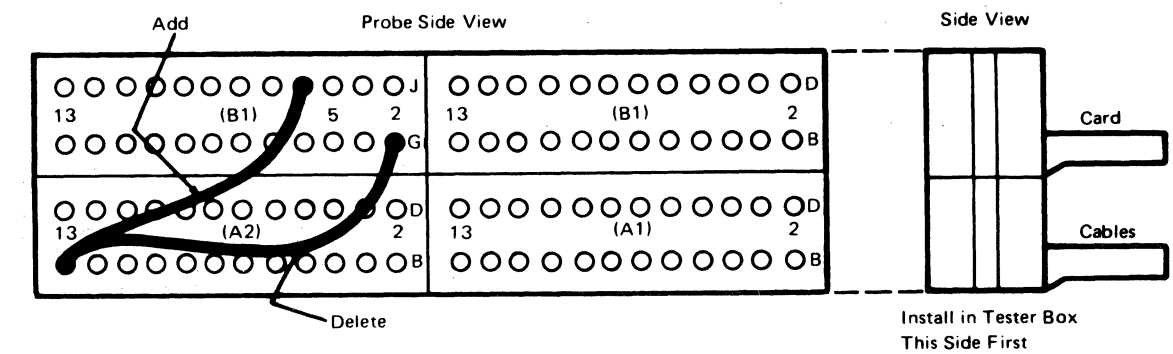 Probe Side View
Side View
Add
J
D
13 (B1) 5 2
13 (B1) 2
G
B
Card
D
D
13 (A2) 2
13 (A1) 2
B
B
Cables
Delete
Install in Tester Box
This Side First